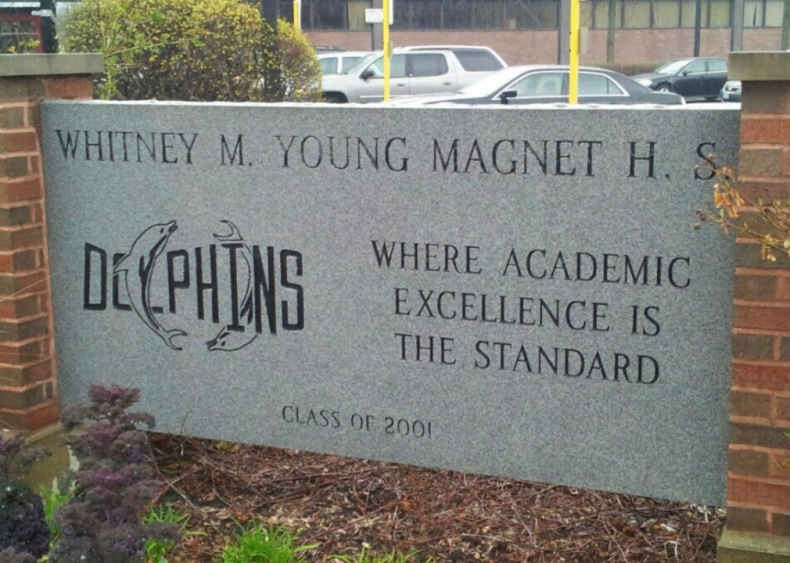 WHITNEY M. YOUNG MAGNET H. S.
DOLPHINS
WHERE ACADEMIC
EXCELLENCE IS
THE STANDARD
CLASS OF 2001